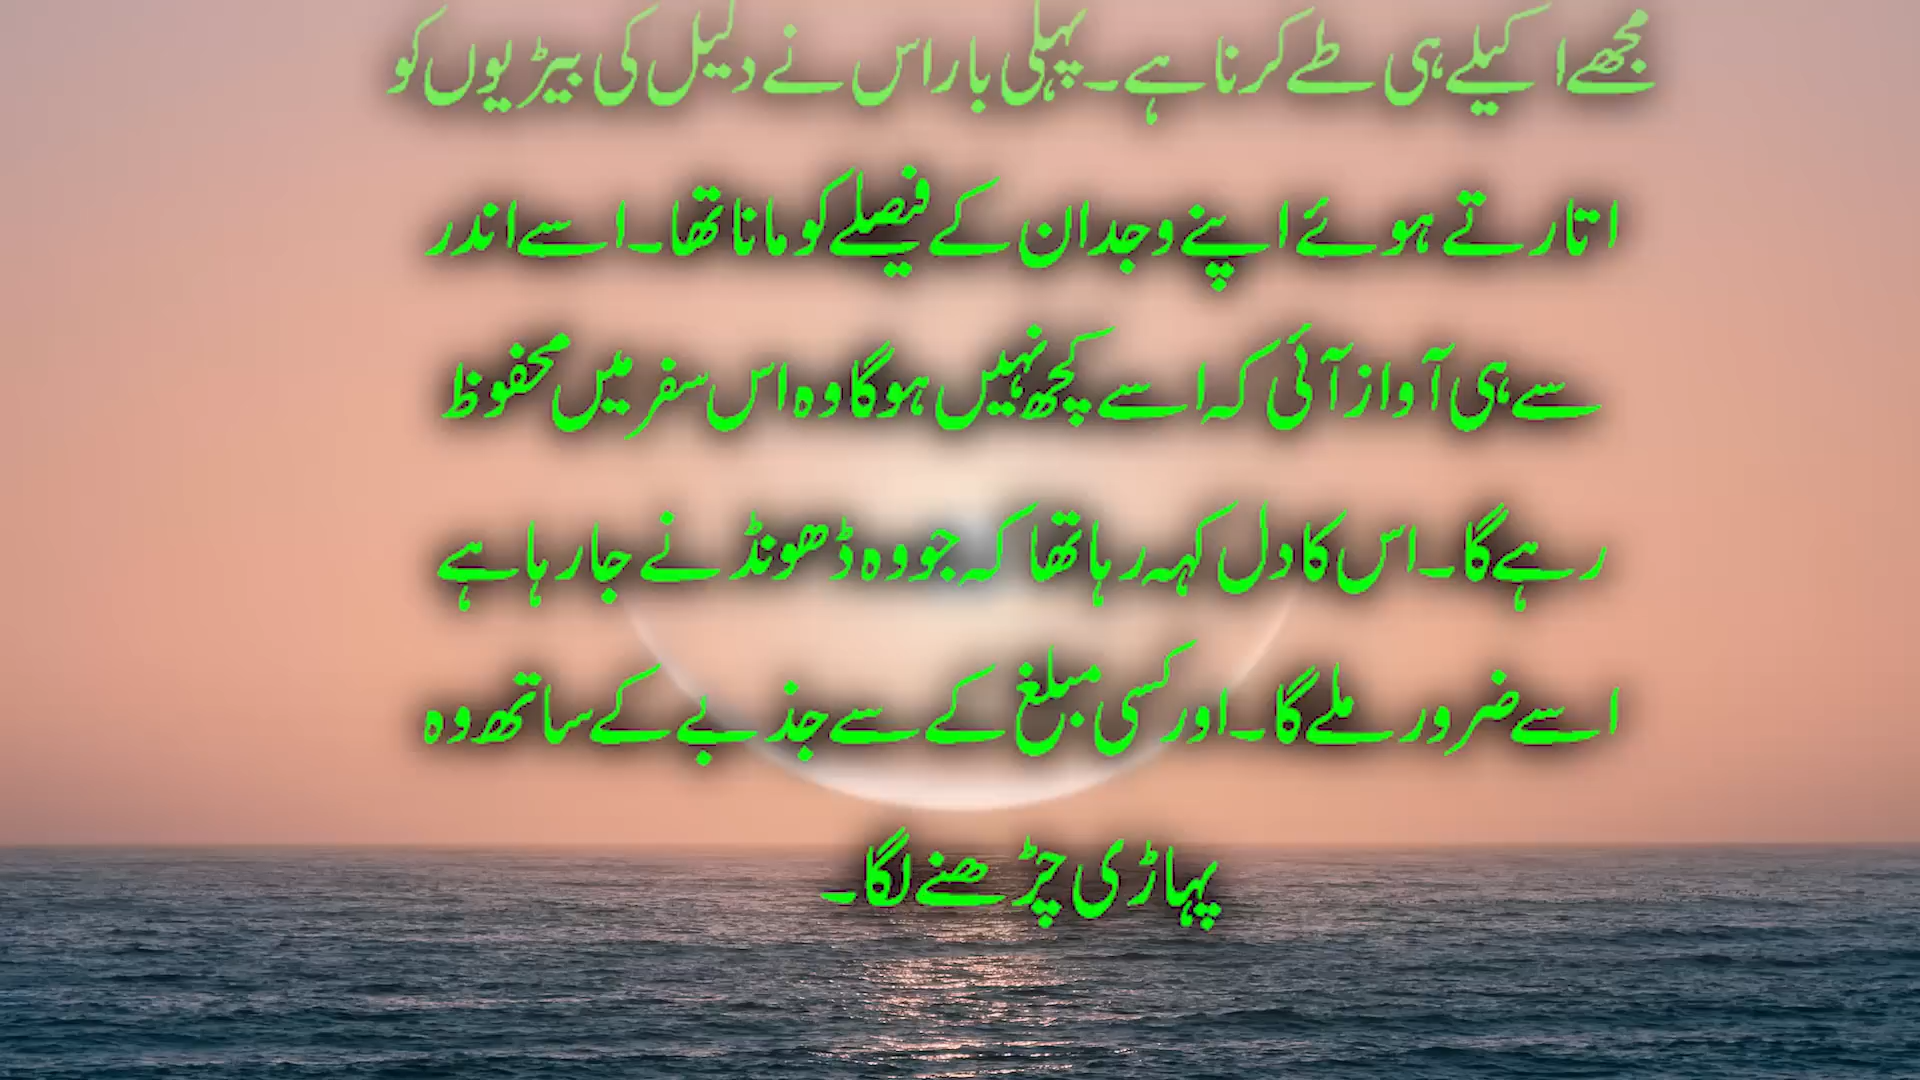 مجھے اکیلے ہی طے کرنا ہے۔ پہلی بار اس نے دلیل کی بیڑیوں کو
اتارتے ہوئے اپنے وجدان کے فیصلے کو مانا تھا۔ اسے اندر
سے ہی آواز آئی کہ اسے کچھ نہیں ہوگا وہ اس سفر میں محفوظ
رہے گا۔ اس کا دل کہہ رہا تھا کہ جو وہ ڈھونڈنے جا رہا ہے
اسے ضرور ملے گا۔ اور کسی مبلغ کے سے جذبے کے ساتھ وہ
پہاڑی چڑھنے لگا۔